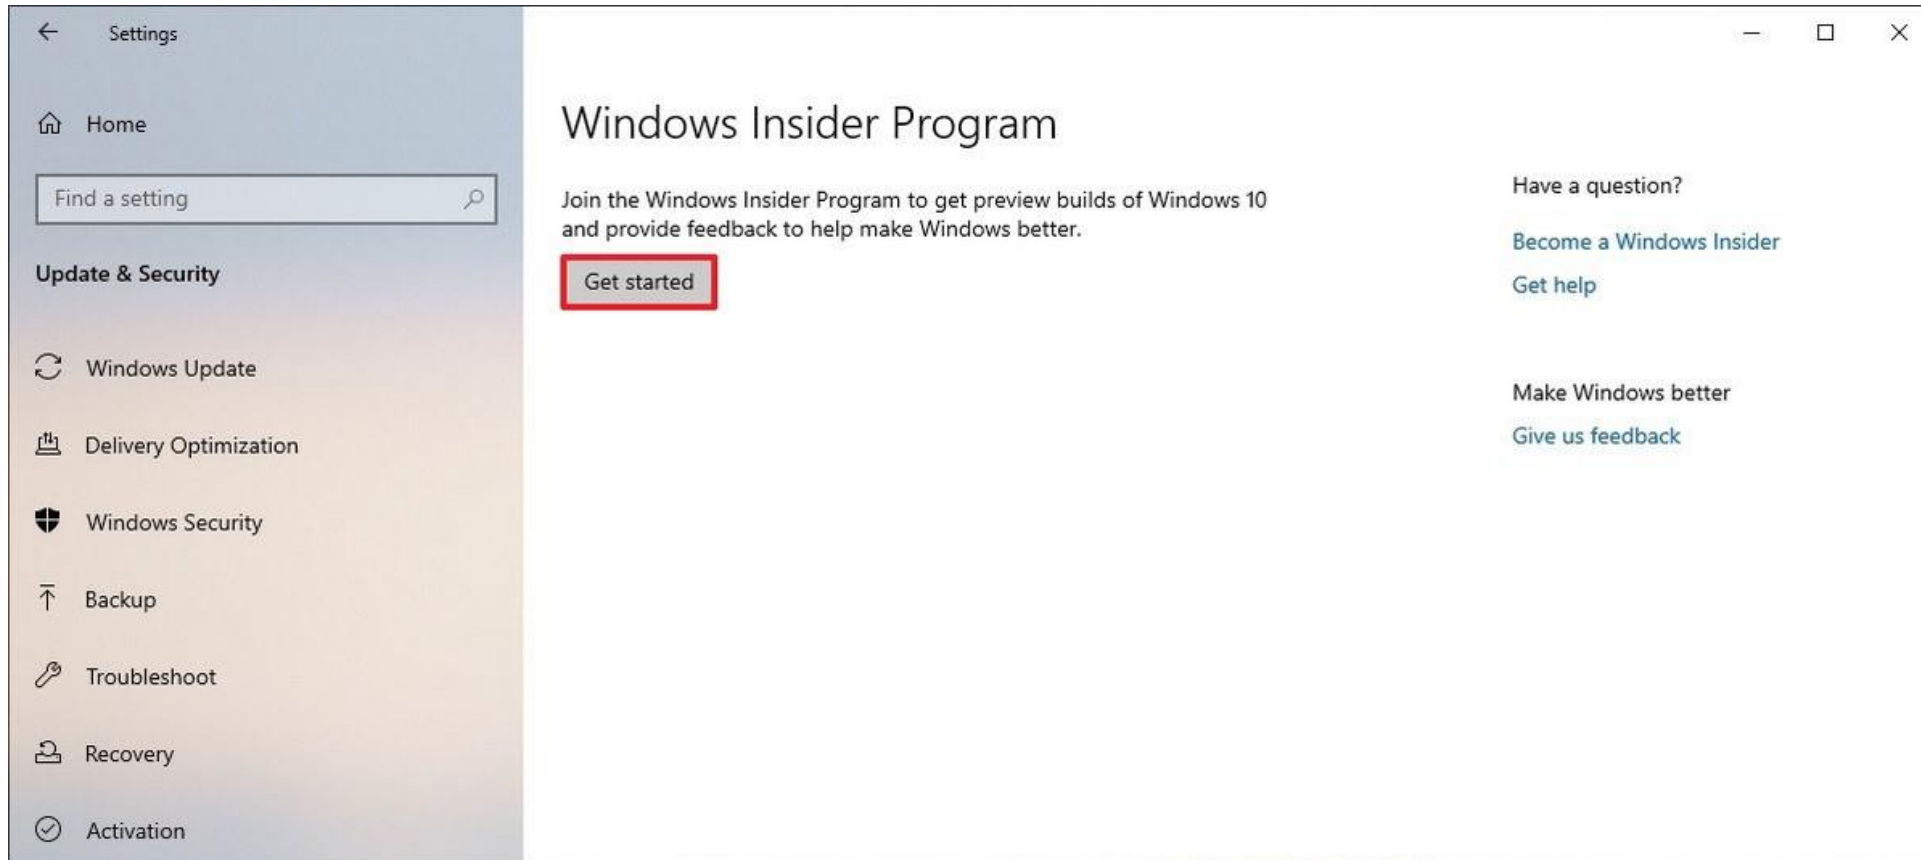 Settings
Home
Find a setting
Update & Security
Windows Update
Delivery Optimization
Windows Security
Backup
Troubleshoot
Recovery
Activation
Windows Insider Program
Join the Windows Insider Program to get preview builds of Windows 10
and provide feedback to help make Windows better.
Get started
Have a question?
Become a Windows Insider
Get help
Make Windows better
Give us feedback